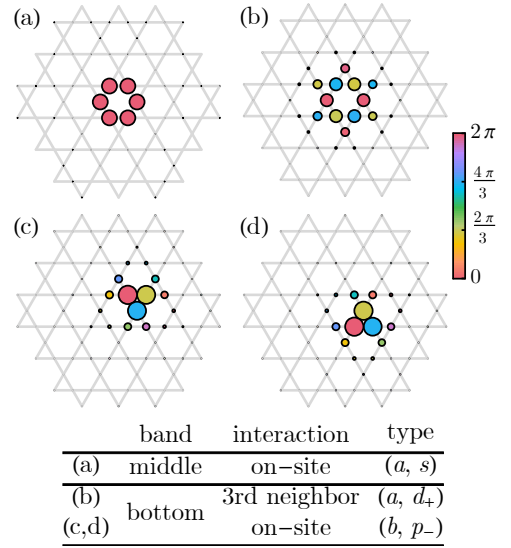 (a)
(b)
2π
4π/3
2π/3
0
(c)
(d)
band interaction type
(a) middle on-site (a, s)
(b) bottom 3rd neighbor (a, d₊)
(c,d) on-site (b, p₋)